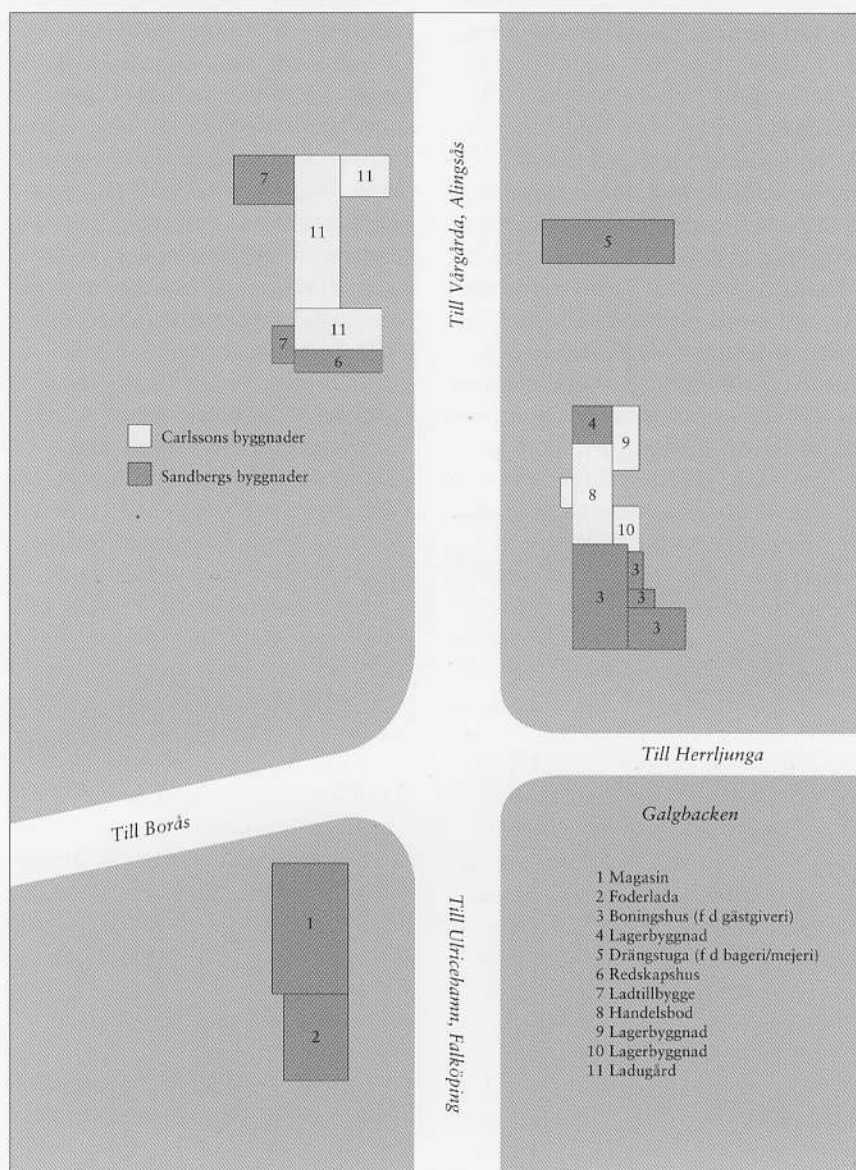 7
11
11
Till Vårgårda, Alingsås
5
11
7
6
4
9
Carlssons byggnader
Sandbergs byggnader
8
10
3
3
3
3
Till Herrljunga
Till Borås
Galgbacken
1
2
Till Ulricehamn, Falköping
1 Magasin
2 Foderlada
3 Boningshus (f d gästgiveri)
4 Lagerbyggnad
5 Drängstuga (f d bageri/mejeri)
6 Redskapshus
7 Ladtillbygge
8 Handelsbod
9 Lagerbyggnad
10 Lagerbyggnad
11 Ladugård